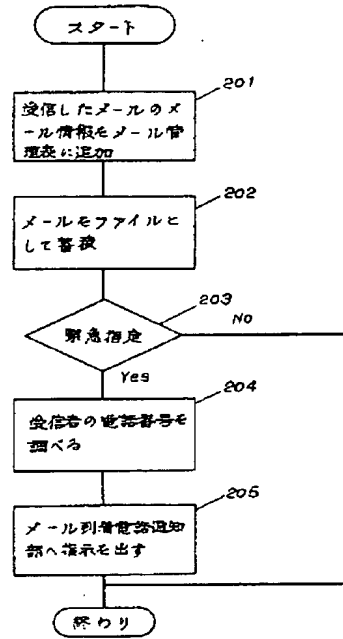 スタート
201
受信したメールのメ
ール情報をメール管
理表に追加
202
メールをファイルと
して蓄積
203
緊急指定
No
Yes
204
受信者の電話番号を
調べる
205
メール到着電話通知
部へ指示を出す
終わり